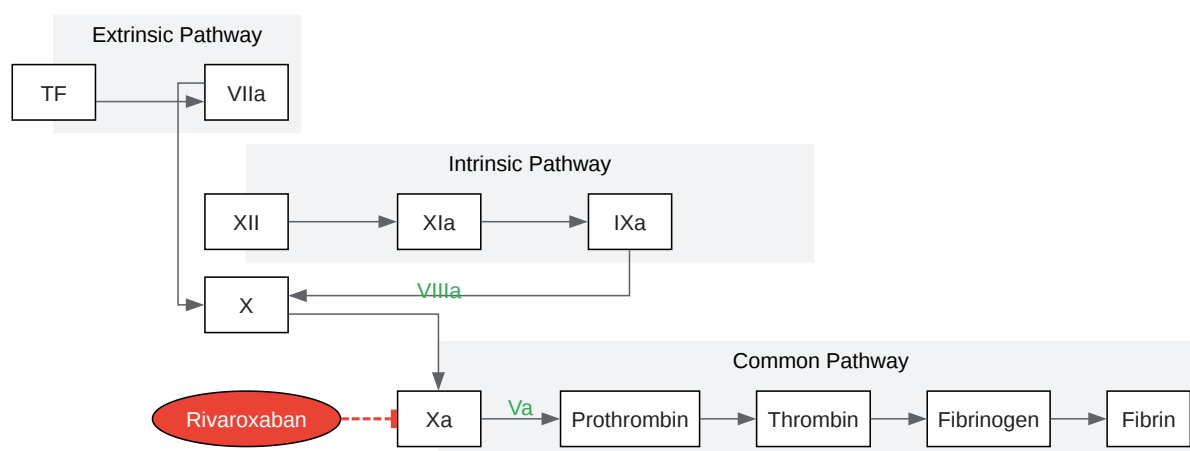 Extrinsic Pathway
TF
VIIa
Intrinsic Pathway
XII
XIa
IXa
X
VIIIa
Common Pathway
Rivaroxaban
Xa
Va
Prothrombin
Thrombin
Fibrinogen
Fibrin